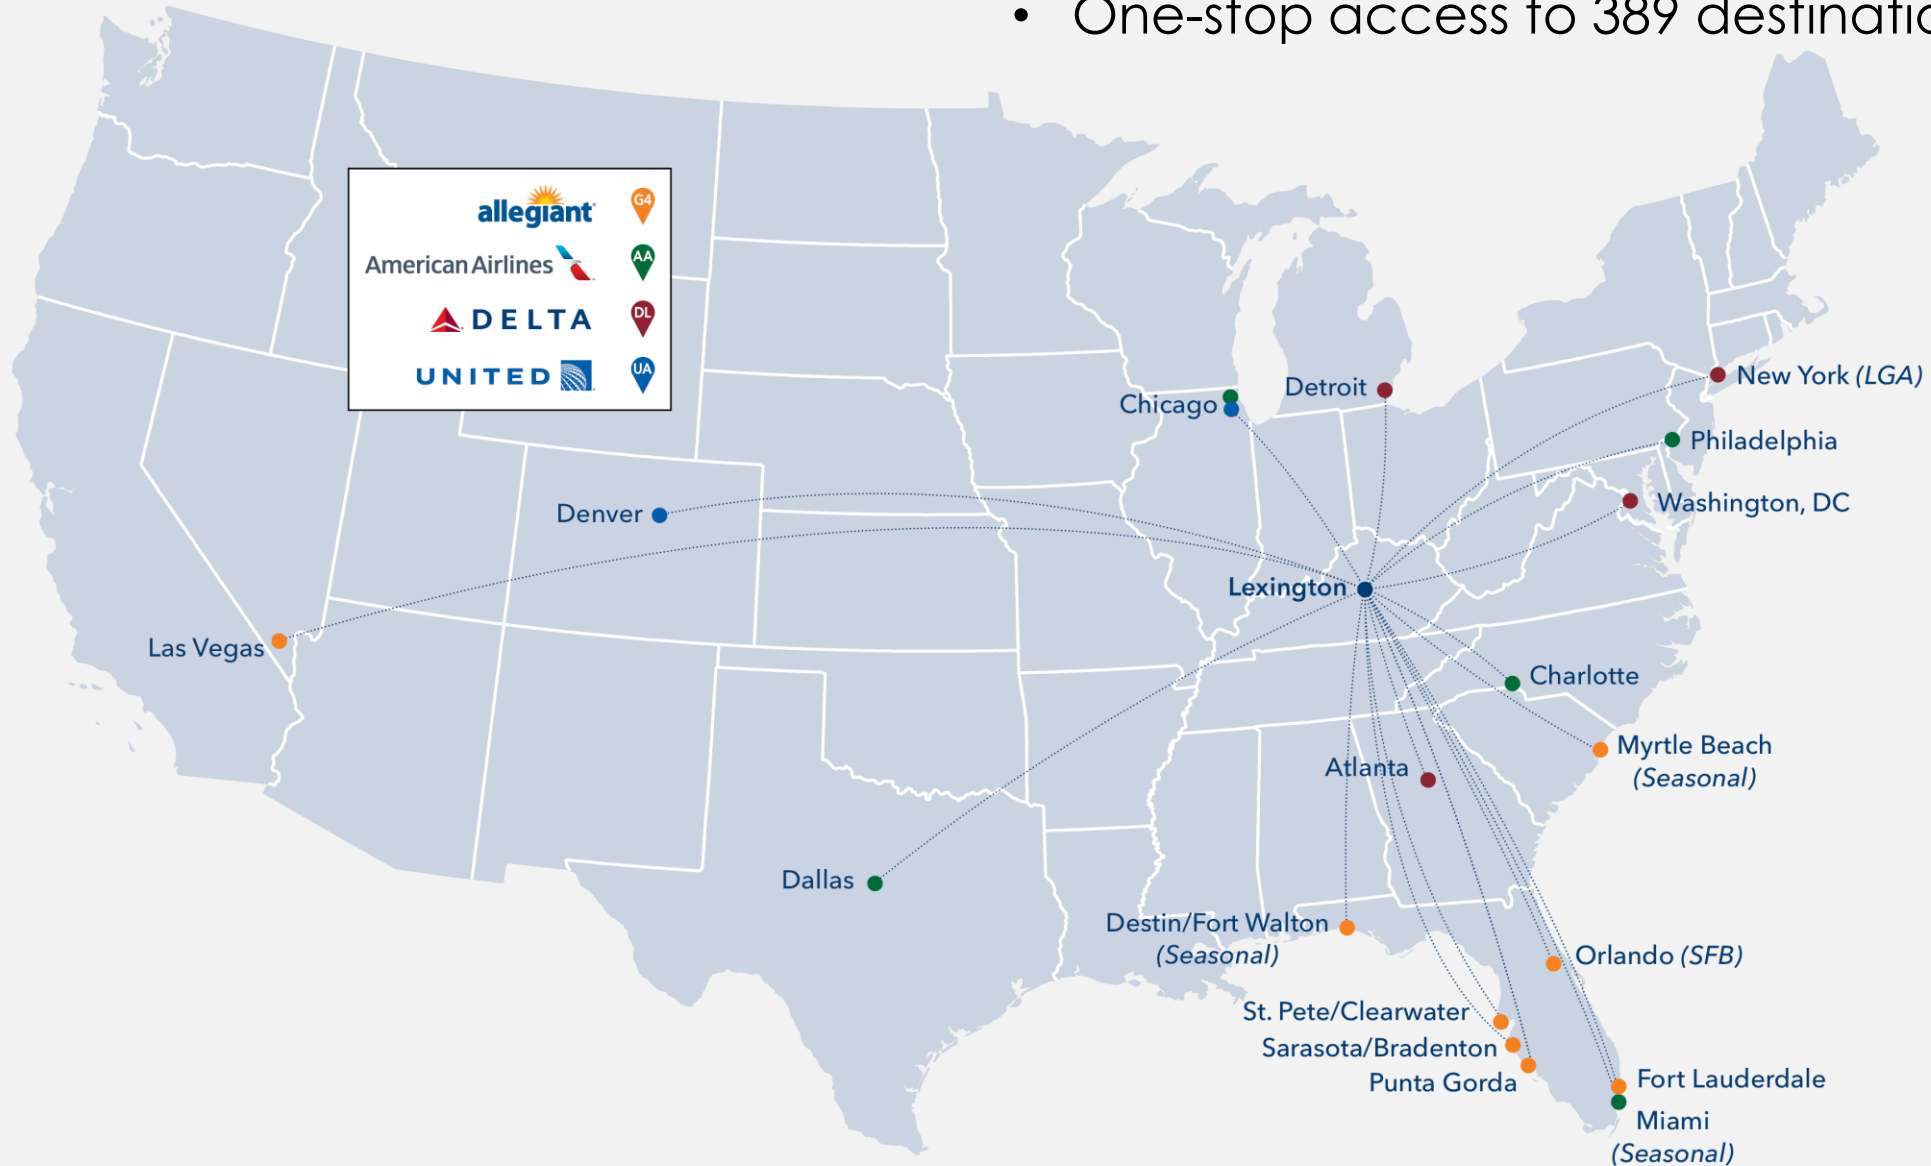 • One-stop access to 389
allegiant G4
American Airlines AA
DELTA DL
UNITED UA
New York (LGA)
Detroit
Chicago
Philadelphia
Washington, DC
Denver
Lexington
Las Vegas
Charlotte
Myrtle Beach
(Seasonal)
Atlanta
Dallas
Destin/Fort Walton
(Seasonal)
Orlando (SFB)
St. Pete/Clearwater
Sarasota/Bradenton
Punta Gorda
Fort Lauderdale
Miami
(Seasonal)